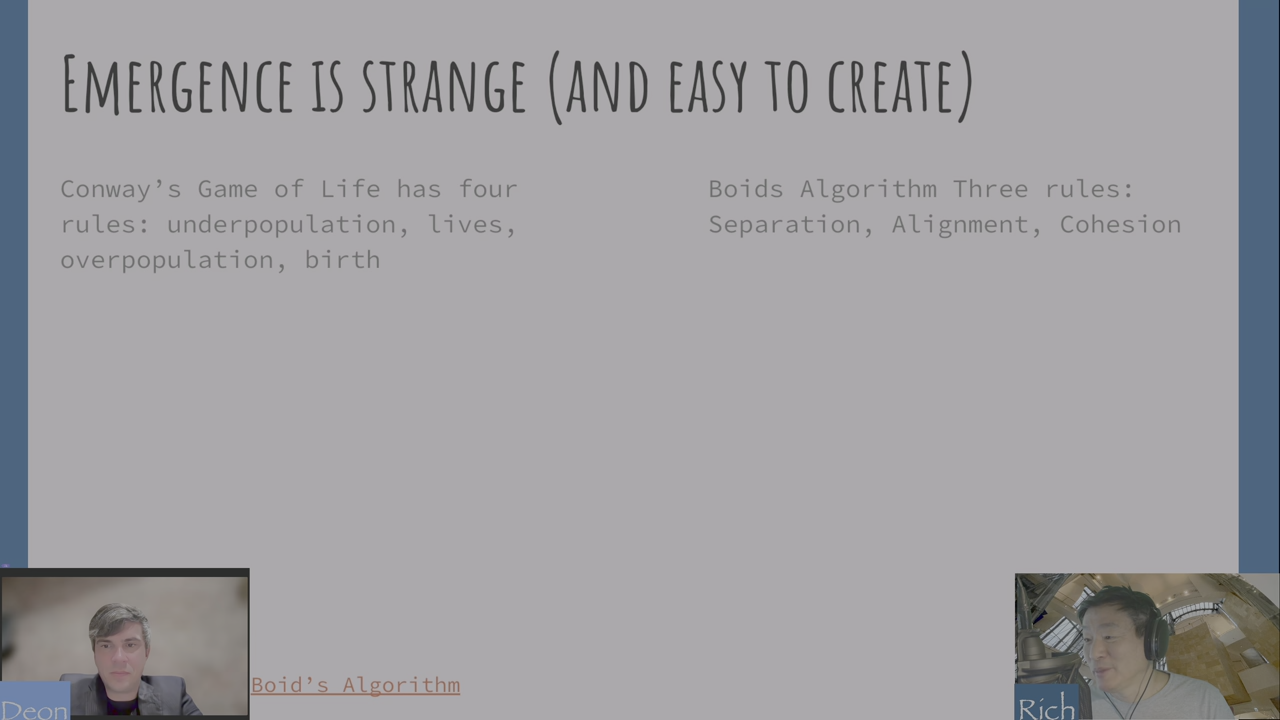 Emergence is strange (and easy to create)
Conway’s Game of Life has four
rules: underpopulation, lives,
overpopulation, birth
Boids Algorithm Three rules:
Separation, Alignment, Cohesion
Boid’s Algorithm
Deon
Rich